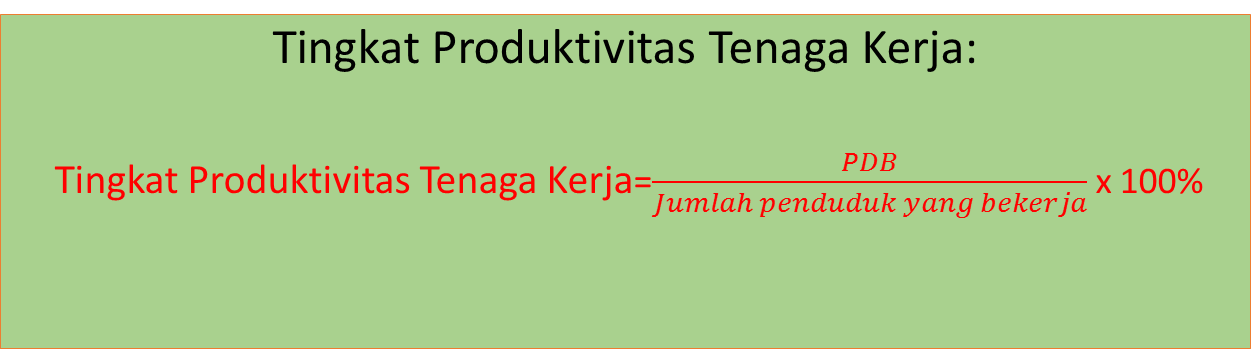 Tingkat Produktivitas Tenaga Kerja:
Tingkat Produktivitas Tenaga Kerja= PDB / Jumlah penduduk yang bekerja x 100%